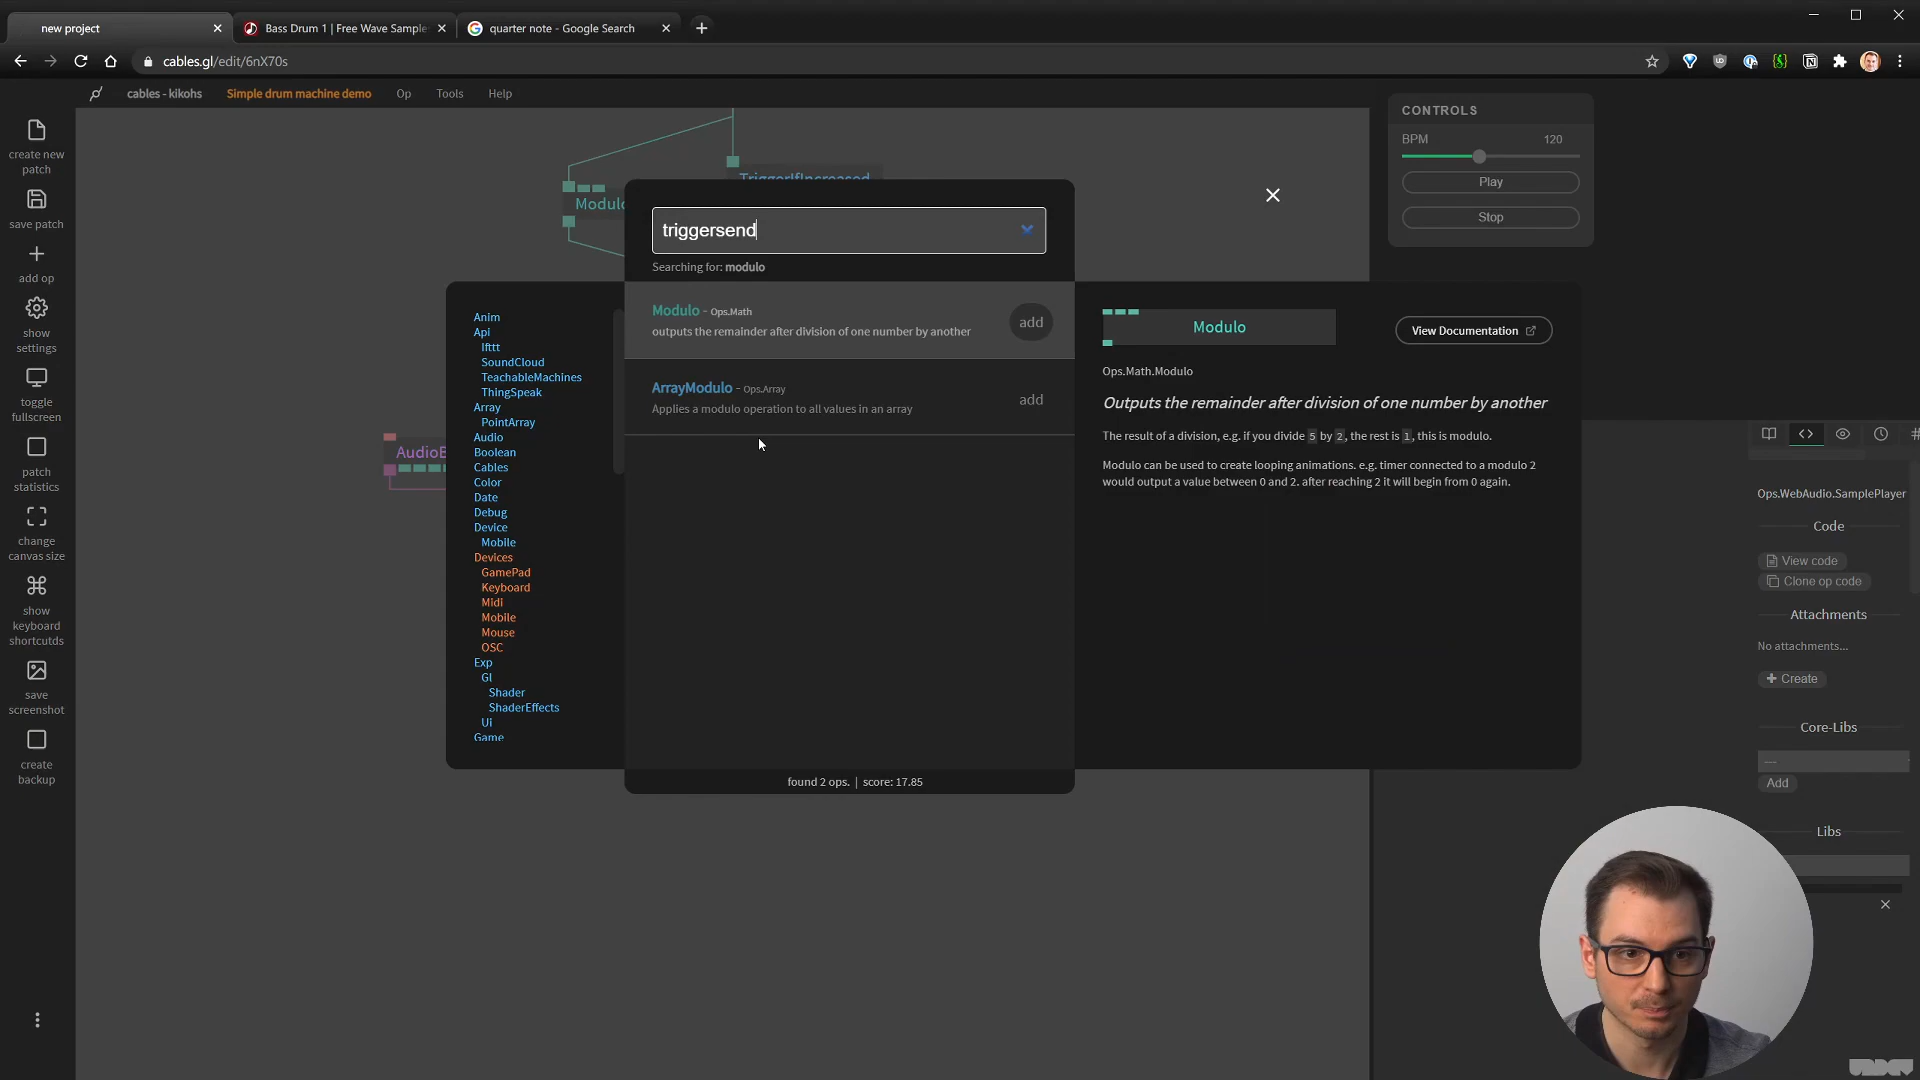 new project
Bass Drum 1 | Free Wave Sample
quarter note - Google Search
cables.gl/edit/6nX70s
cables - kikohs
Simple drum machine demo
Op
Tools
Help
create new
patch
save patch
add op
show
settings
toggle
fullscreen
patch
statistics
change
canvas size
show
keyboard
shortcutds
save
screenshot
create
backup
TriggerIfIncreased
Modulo
AudioB
triggersend
Searching for: modulo
Modulo - Ops.Math
outputs the remainder after division of one number by another
add
ArrayModulo - Ops.Array
Applies a modulo operation to all values in an array
add
found 2 ops. | score: 17.85
Anim
Api
Ifttt
SoundCloud
TeachableMachines
ThingSpeak
Array
PointArray
Audio
Boolean
Cables
Color
Date
Debug
Device
Mobile
Devices
GamePad
Keyboard
Midi
Mobile
Mouse
OSC
Exp
Gl
Shader
ShaderEffects
Ui
Game
Modulo
View Documentation
Ops.Math.Modulo
Outputs the remainder after division of one number by another
The result of a division, e.g. if you divide 5 by 2, the rest is 1, this is modulo.
Modulo can be used to create looping animations. e.g. timer connected to a modulo 2
would output a value between 0 and 2. after reaching 2 it will begin from 0 again.
CONTROLS
BPM 120
Play
Stop
Ops.WebAudio.SamplePlayer
Code
View code
Clone op code
Attachments
No attachments...
+ Create
Core-Libs
---
Add
Libs